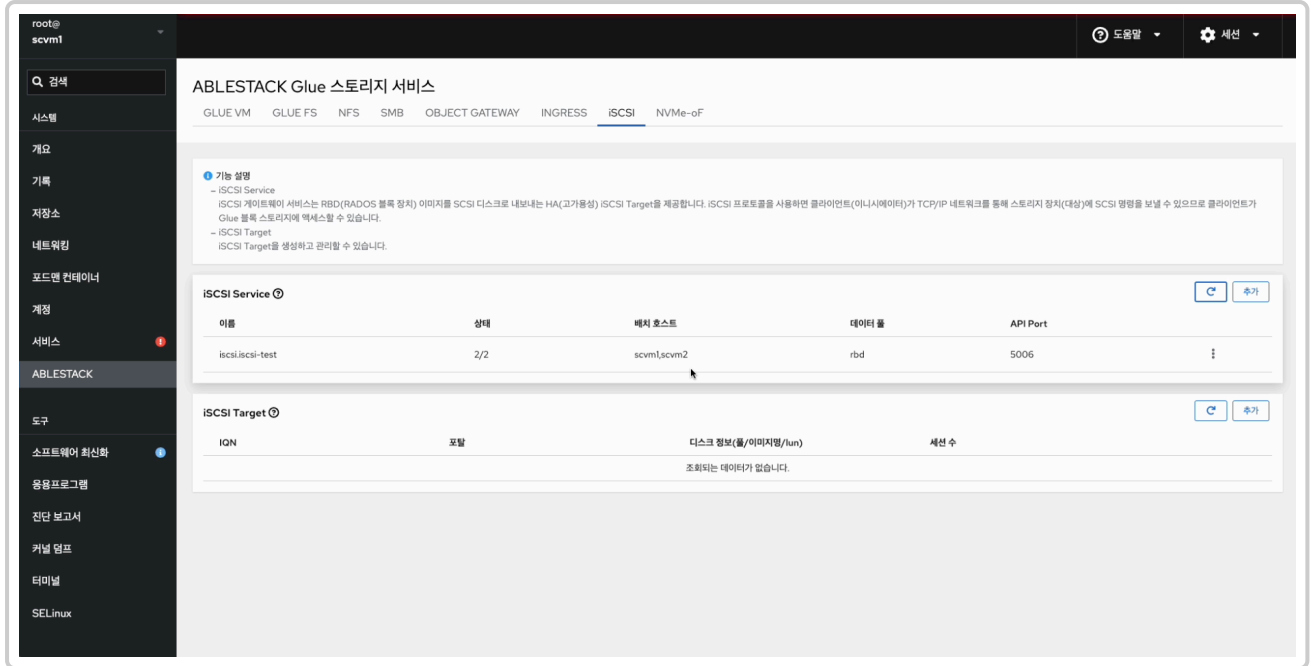 root@
scvm1
도움말
세션
검색
시스템
개요
기록
저장소
네트워킹
포드맨 컨테이너
계정
서비스
ABLESTACK
도구
소프트웨어 최신화
응용프로그램
진단 보고서
커널 덤프
터미널
SELinux
ABLESTACK Glue 스토리지 서비스
GLUE VM GLUE FS NFS SMB OBJECT GATEWAY INGRESS iSCSI NVMe-oF
기능 설명
– iSCSI Service
iSCSI 게이트웨이 서비스는 RBD(RADOS 블록 장치) 이미지를 SCSI 디스크로 내보내는 HA(고가용성) iSCSI Target을 제공합니다. iSCSI 프로토콜을 사용하면 클라이언트(이니시에이터)가 TCP/IP 네트워크를 통해 스토리지 장치(대상)에 SCSI 명령을 보낼 수 있으므로 클라이언트가
Glue 블록 스토리지에 액세스할 수 있습니다.
– iSCSI Target
iSCSI Target을 생성하고 관리할 수 있습니다.
iSCSI Service
추가
이름 상태 배치 호스트 데이터 풀 API Port
iscsi.iscsi-test 2/2 scvm1,scvm2 rbd 5006
iSCSI Target
추가
IQN 포탈 디스크 정보(풀/이미지명/lun) 세션 수
조회되는 데이터가 없습니다.